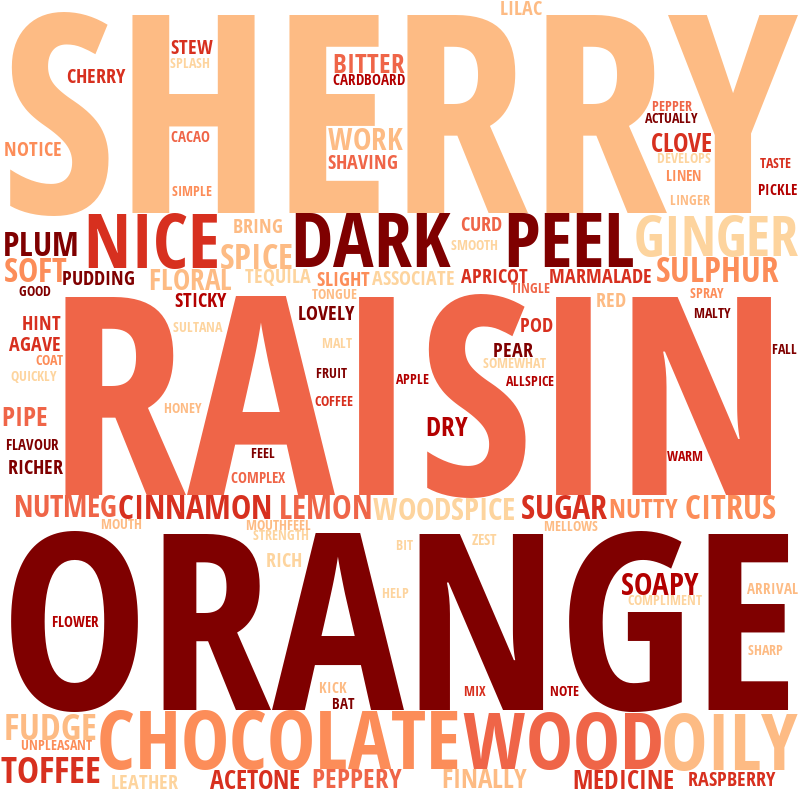 LILAC
SHERRY
STEW
SPLASH
CHERRY
BITTER
CARDBOARD
PEPPER
ACTUALLY
NOTICE
CACAO
WORK
SHAVING
CLOVE
DEVELOPS
TASTE
LINEN
SIMPLE
PICKLE
LINGER
PLUM
NICE
BRING
SPICE
DARK
CURD
SMOOTH
PEEL
GINGER
SOFT
PUDDING
FLORAL
TEQUILA
SLIGHT
ASSOCIATE
APRICOT
MARMALADE
SULPHUR
GOOD
STICKY
TONGUE
TINGLE
RED
SPRAY
RAISIN
LOVELY
MALTY
HINT
SULTANA
POD
AGAVE
MALT
PEAR
FALL
COAT
SOMEWHAT
QUICKLY
FRUIT
APPLE
ALLSPICE
HONEY
COFFEE
PIPE
DRY
FLAVOUR
FEEL
WARM
RICHER
COMPLEX
NUTMEG
CINNAMON
LEMON
WOODSPICE
SUGAR
NUTTY
CITRUS
MOUTH
MOUTHFEEL
MELLOWS
STRENGTH
ORANGE
BIT
ZEST
RICH
SOAPY
HELP
COMPLIMENT
ARRIVAL
FLOWER
SHARP
KICK
MIX
NOTE
BAT
FUDGE
UNPLEASANT
CHOCOLATE
WOOD
OILY
TOFFEE
LEATHER
ACETONE
PEPPERY
FINALLY
MEDICINE
RASPBERRY